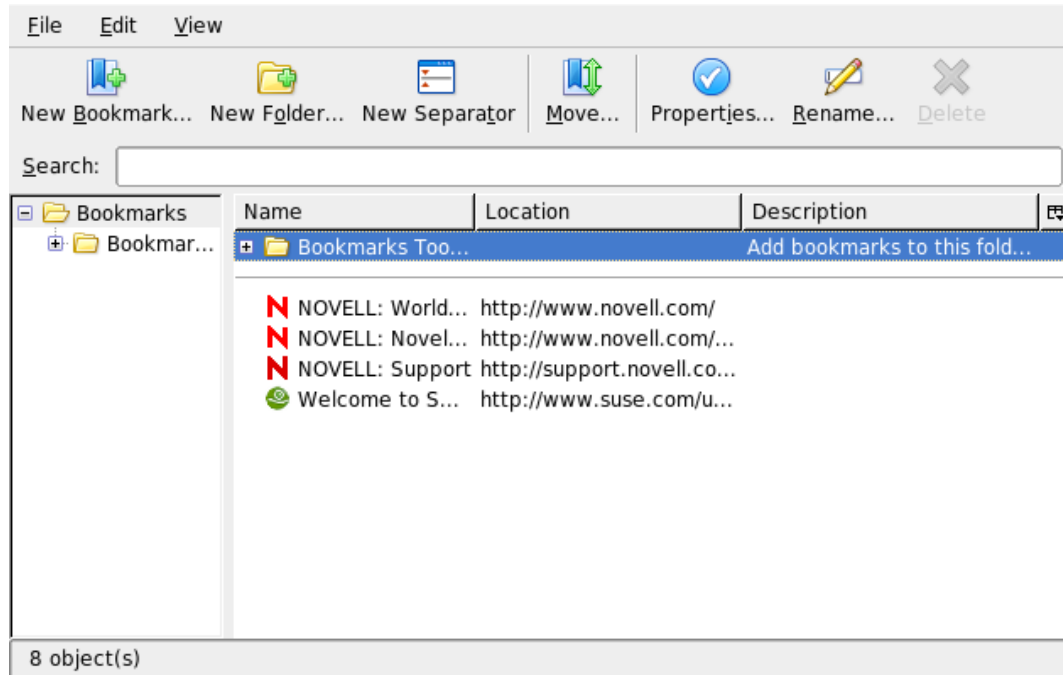 File Edit View
New Bookmark... New Folder... New Separator Move... Properties... Rename... Delete
Search:
Bookmarks
Bookmar...
Name Location Description
Bookmarks Too... Add bookmarks to this fold...
NOVELL: World... http://www.novell.com/
NOVELL: Novel... http://www.novell.com/...
NOVELL: Support http://support.novell.co...
Welcome to S... http://www.suse.com/u...
8 object(s)